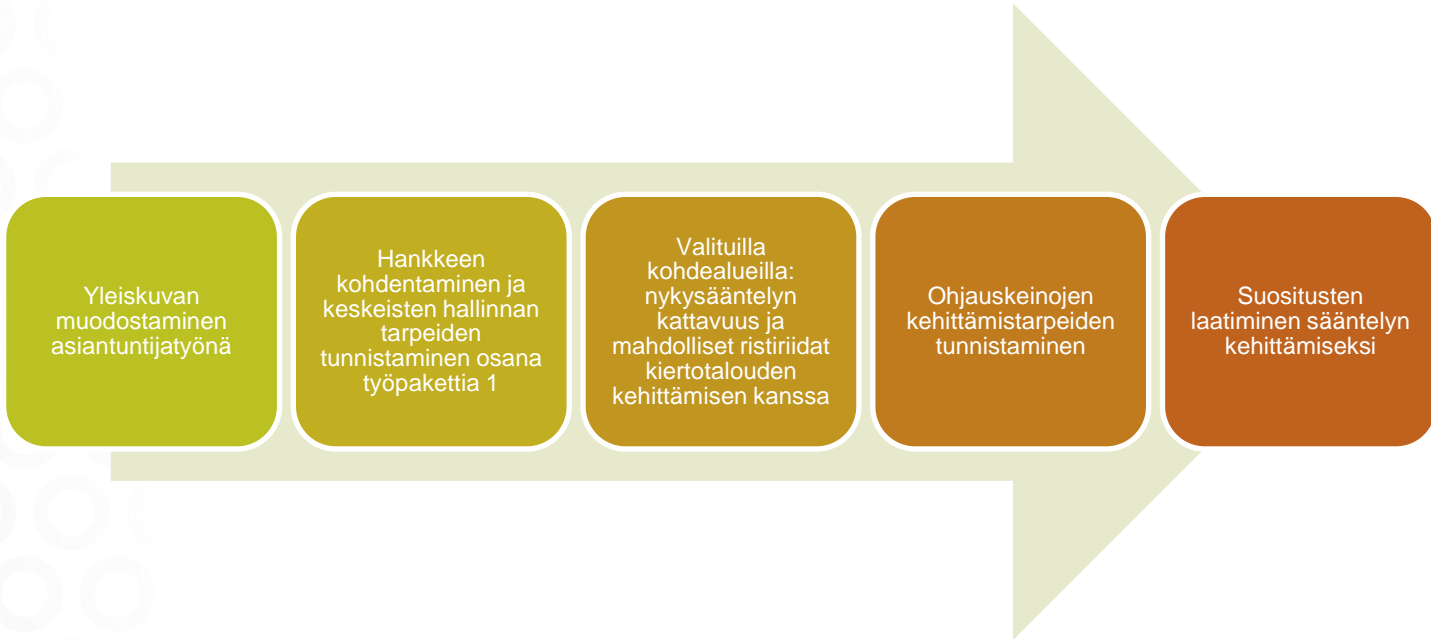 Yleiskuvan
muodostaminen
asiantuntijatyönä
Hankkeen
kohdentaminen ja
keskeisten hallinnan
tarpeiden
tunnistaminen osana
työpakettia 1
Valituilla
kohdealueilla:
nykysääntelyn
kattavuus ja
mahdolliset ristiriidat
kiertotalouden
kehittämisen kanssa
Ohjauskeinojen
kehittämistarpeiden
tunnistaminen
Suositusten
laatiminen sääntelyn
kehittämiseksi